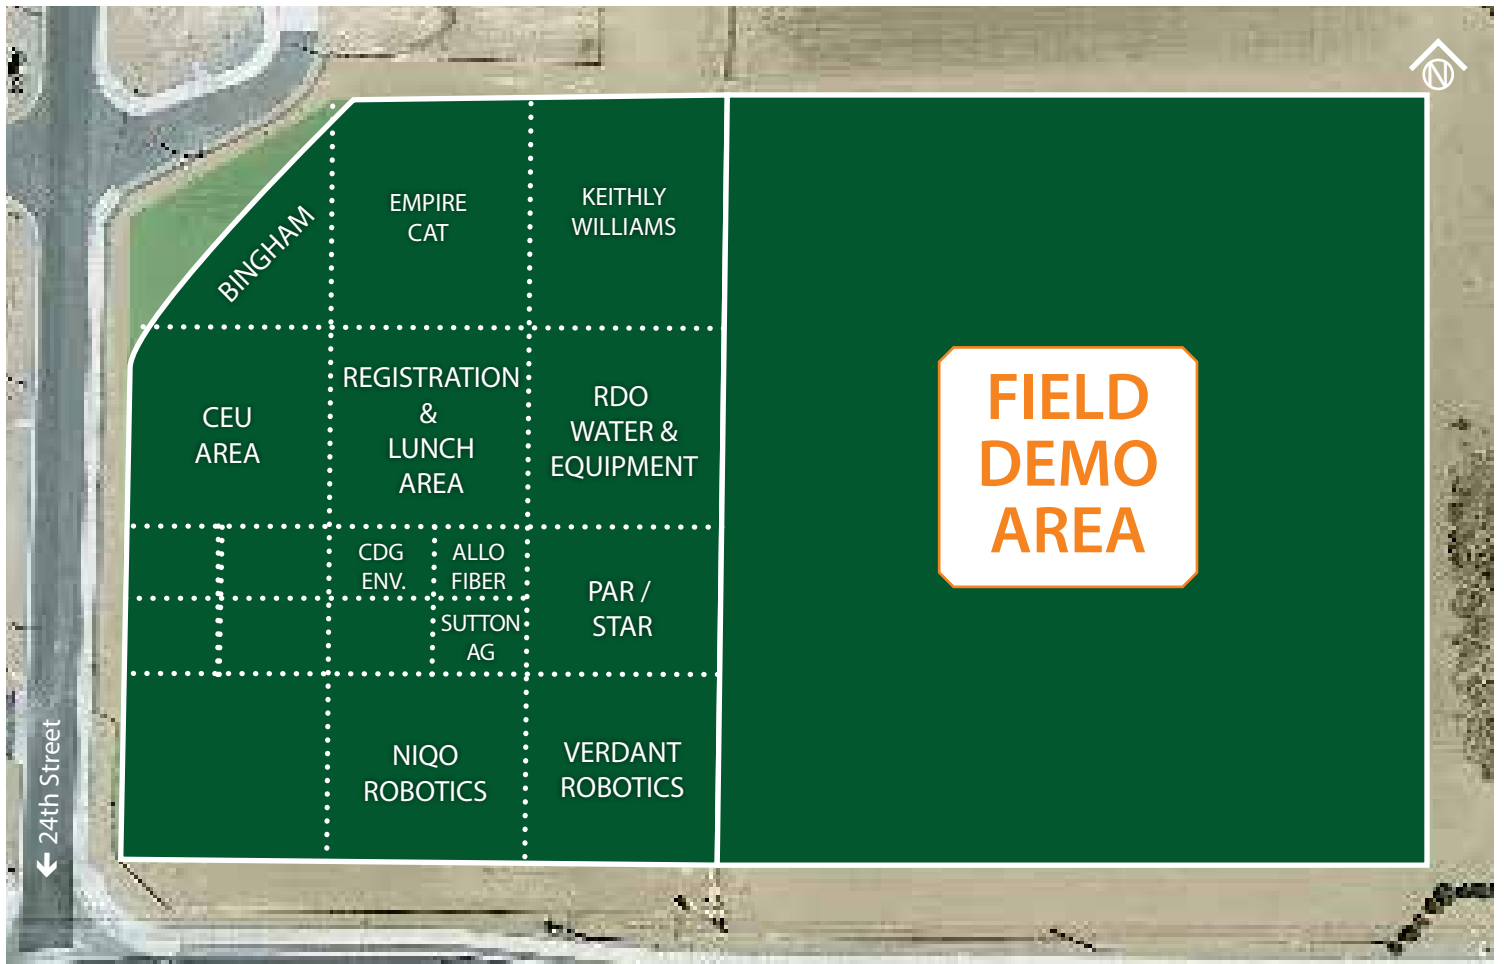 N
BINGHAM
EMPIRE
CAT
KEITHLY
WILLIAMS
CEU
AREA
REGISTRATION
&
LUNCH
AREA
RDO
WATER &
EQUIPMENT
FIELD
DEMO
AREA
CDG
ENV.
ALLO
FIBER
SUTTON
AG
PAR /
STAR
NIQO
ROBOTICS
VERDANT
ROBOTICS
← 24th Street